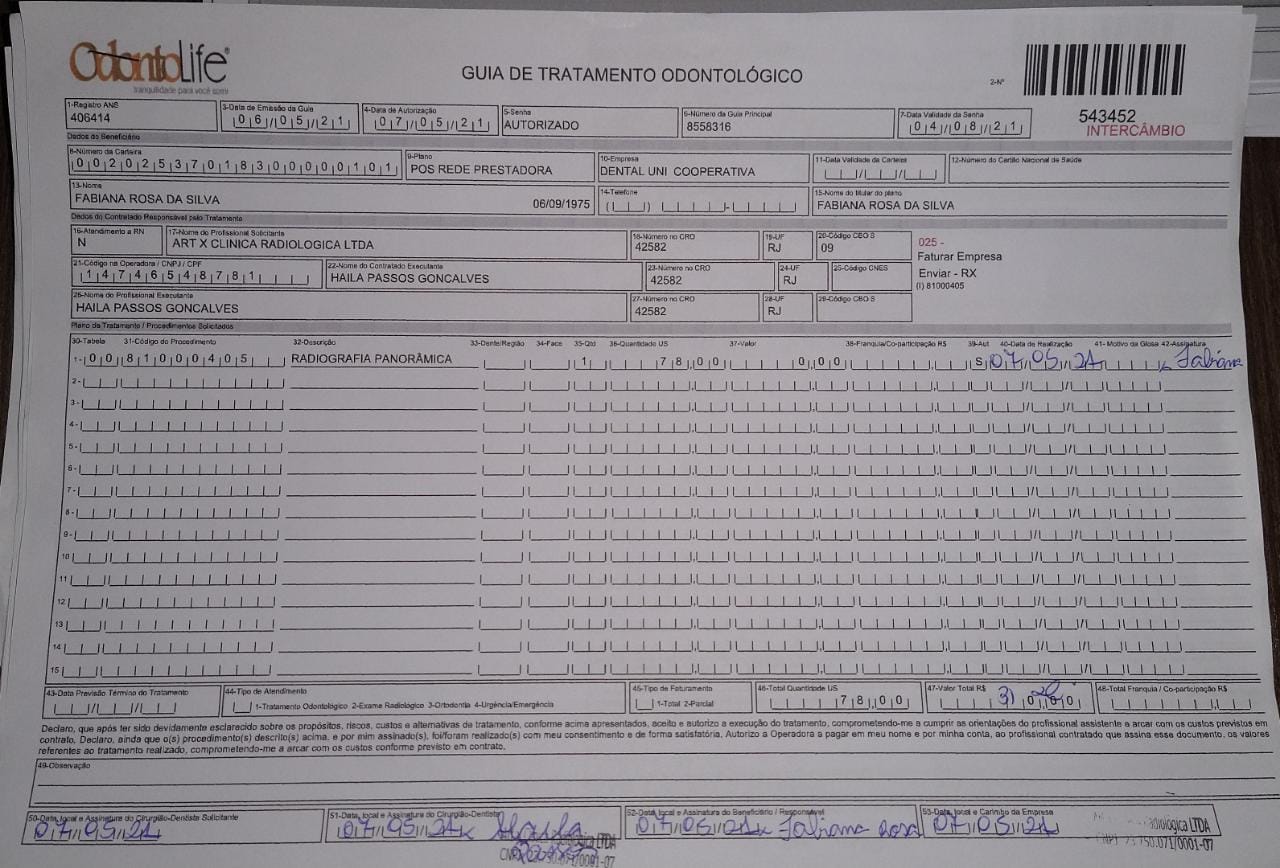 OdontoLife®
tranquilidade para você sorrir
GUIA DE TRATAMENTO ODONTOLÓGICO
2-Nº
543452
INTERCÂMBIO
1-Registro ANS
406414
3-Data de Emissão da Guia
06/05/21
4-Data de Autorização
07/05/21
5-Senha
AUTORIZADO
6-Número da Guia Principal
8558316
7-Data Validade da Senha
04/08/21
Dados do Beneficiário
8-Número da Carteira
00202537018300000101
9-Plano
POS REDE PRESTADORA
10-Empresa
DENTAL UNI COOPERATIVA
11-Data Validade da Carteira
12-Número do Cartão Nacional de Saúde
13-Nome
FABIANA ROSA DA SILVA 06/09/1975
14-Telefone
15-Nome do titular do plano
FABIANA ROSA DA SILVA
Dados do Contratado Responsável pelo Tratamento
16-Atendimento a RN
N
17-Nome do Profissional Solicitante
ART X CLINICA RADIOLOGICA LTDA
18-Número no CRO
42582
19-UF
RJ
20-Código CBO S
09
025 -
Faturar Empresa
Enviar - RX
(I) 81000405
21-Código na Operadora / CNPJ / CPF
14746548781
22-Nome do Contratado Executante
HAILA PASSOS GONCALVES
23-Número no CRO
42582
24-UF
RJ
25-Código CNES
26-Nome do Profissional Executante
HAILA PASSOS GONCALVES
27-Número no CRO
42582
28-UF
RJ
29-Código CBO S
Plano de Tratamento / Procedimentos Solicitados
30-Tabela 31-Código do Procedimento 32-Descrição 33-Dente/Região 34-Face 35-Qtd 36-Quantidade US 37-Valor 38-Franquia/Co-participação R$ 39-Aut 40-Data de Realização 41- Motivo da Glosa 42-Assinatura
1- 00 81000405 RADIOGRAFIA PANORÂMICA 1 78,00 0,00 S 07/05/21 Fabiana
2-
3-
4-
5-
6-
7-
8-
9-
10
11
12
13
14
15
43-Data Previsão Término do Tratamento
44-Tipo de Atendimento
1-Tratamento Odontológico 2-Exame Radiológico 3-Ortodontia 4-Urgência/Emergência
45-Tipo de Faturamento
1-Total 2-Parcial
46-Total Quantidade US
78,00
47-Valor Total R$
48-Total Franquia / Co-participação R$
Declaro, que após ter sido devidamente esclarecido sobre os propósitos, riscos, custos e alternativas de tratamento, conforme acima apresentados, aceito e autorizo a execução do tratamento, comprometendo-me a cumprir as orientações do profissional assistente e arcar com os custos previstos em
contrato. Declaro, ainda que o(s) procedimento(s) descrito(s) acima, e por mim assinado(s), foi/foram realizado(s) com meu consentimento e de forma satisfatória. Autorizo a Operadora a pagar em meu nome e por minha conta, ao profissional contratado que assina esse documento, os valores
referentes ao tratamento realizado, comprometendo-me a arcar com os custos conforme previsto em contrato.
49-Observação
50-Data, local e Assinatura do Cirurgião-Dentista Solicitante
07/05/21
51-Data, local e Assinatura do Cirurgião-Dentista
07/05/21
52-Data, local e Assinatura do Beneficiário / Responsável
07/05/21 Fabiana Rosa
53-Data, local e Carimbo da Empresa
07/05/21